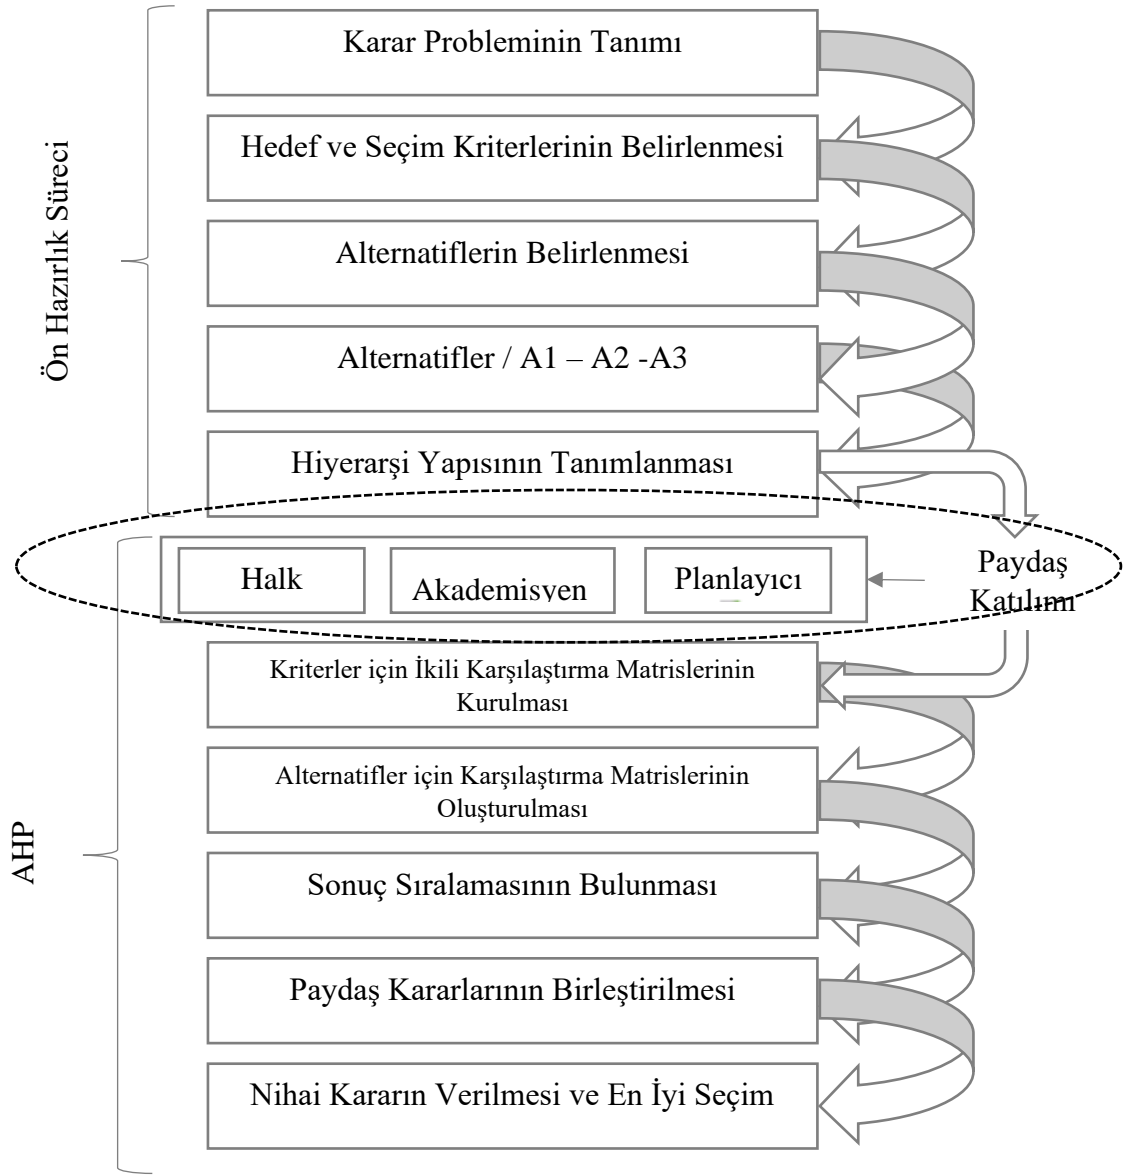 Ön Hazırlık Süreci
Karar Probleminin Tanımı
Hedef ve Seçim Kriterlerinin Belirlenmesi
Alternatiflerin Belirlenmesi
Alternatifler / A1 – A2 -A3
Hiyerarşi Yapısının Tanımlanması
AHP
Halk
Akademisyen
Planlayıcı
Paydaş
Katılımı
Kriterler için İkili Karşılaştırma Matrislerinin
Kurulması
Alternatifler için Karşılaştırma Matrislerinin
Oluşturulması
Sonuç Sıralamasının Bulunması
Paydaş Kararlarının Birleştirilmesi
Nihai Kararın Verilmesi ve En İyi Seçim